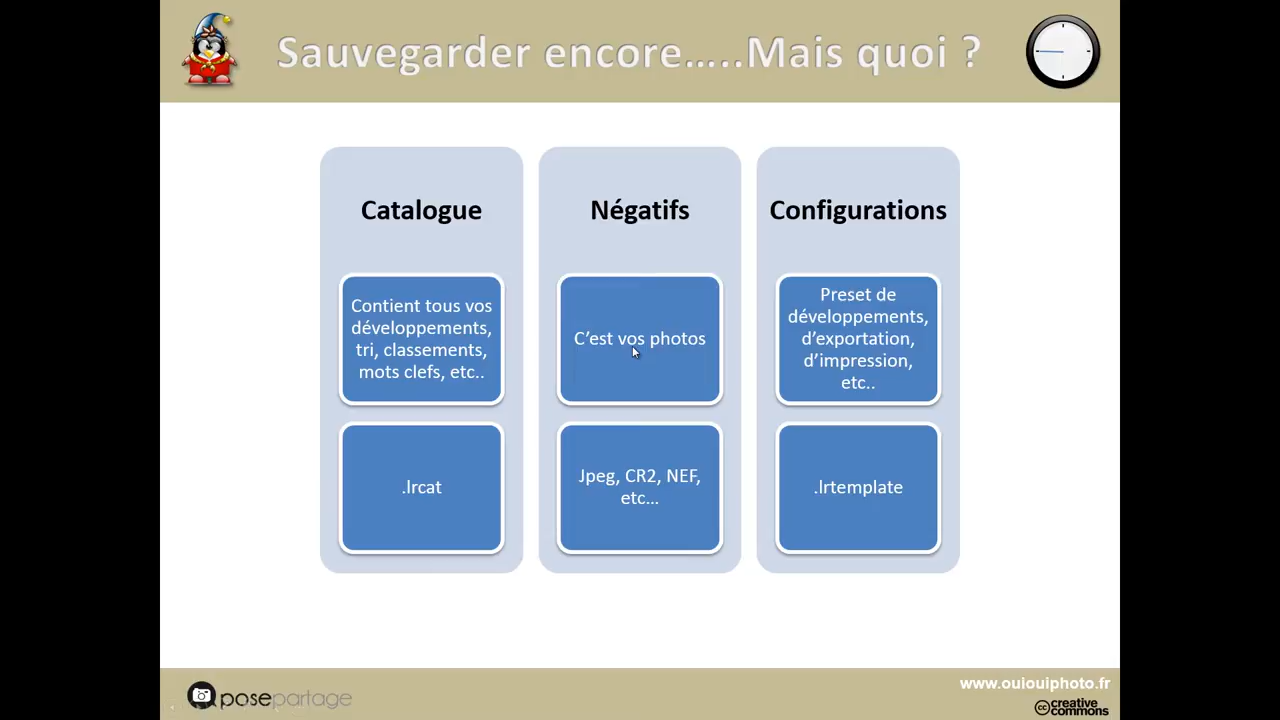 Sauvegarder encore…..Mais quoi ?
Catalogue
Contient tous vos
développements,
tri, classements,
mots clefs, etc..
.lrcat
Négatifs
C’est vos photos
Jpeg, CR2, NEF,
etc…
Configurations
Preset de
développements,
d’exportation,
d’impression,
etc..
.lrtemplate
posepartage
www.ouiouiphoto.fr
cc creative
commons